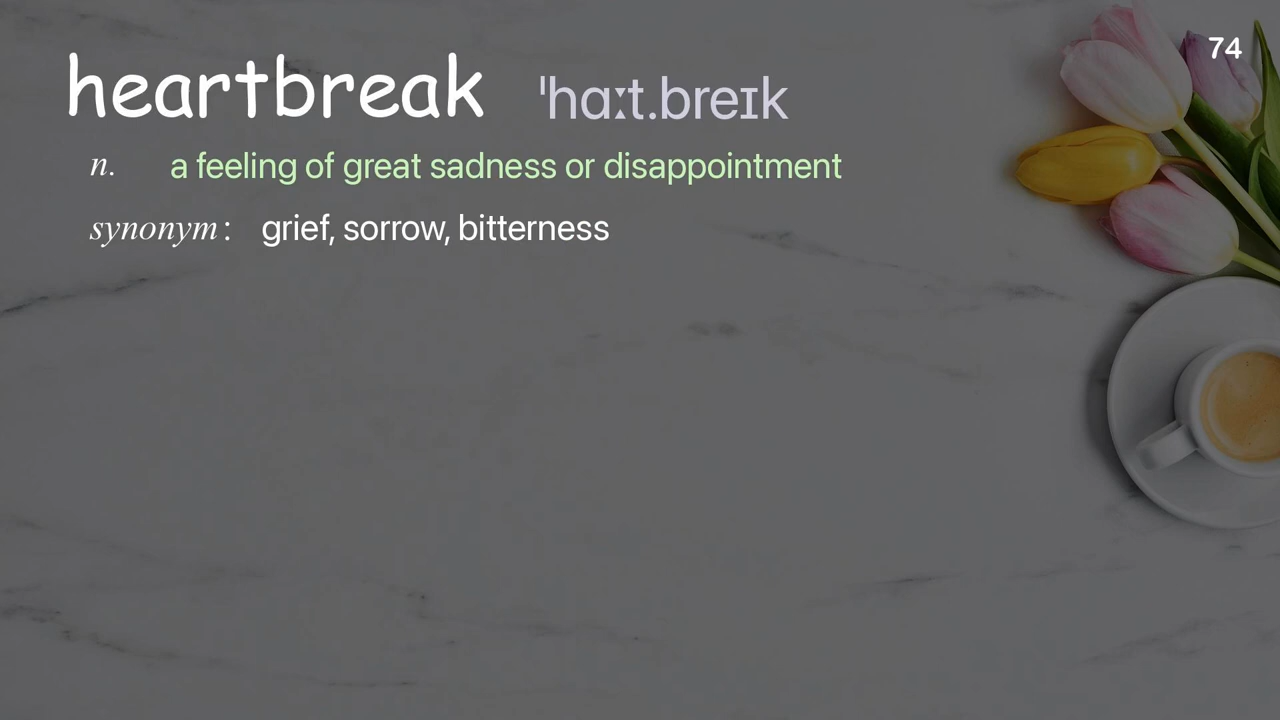 74
heartbreak ˈhɑːt.breɪk
n. a feeling of great sadness or disappointment
synonym: grief, sorrow, bitterness